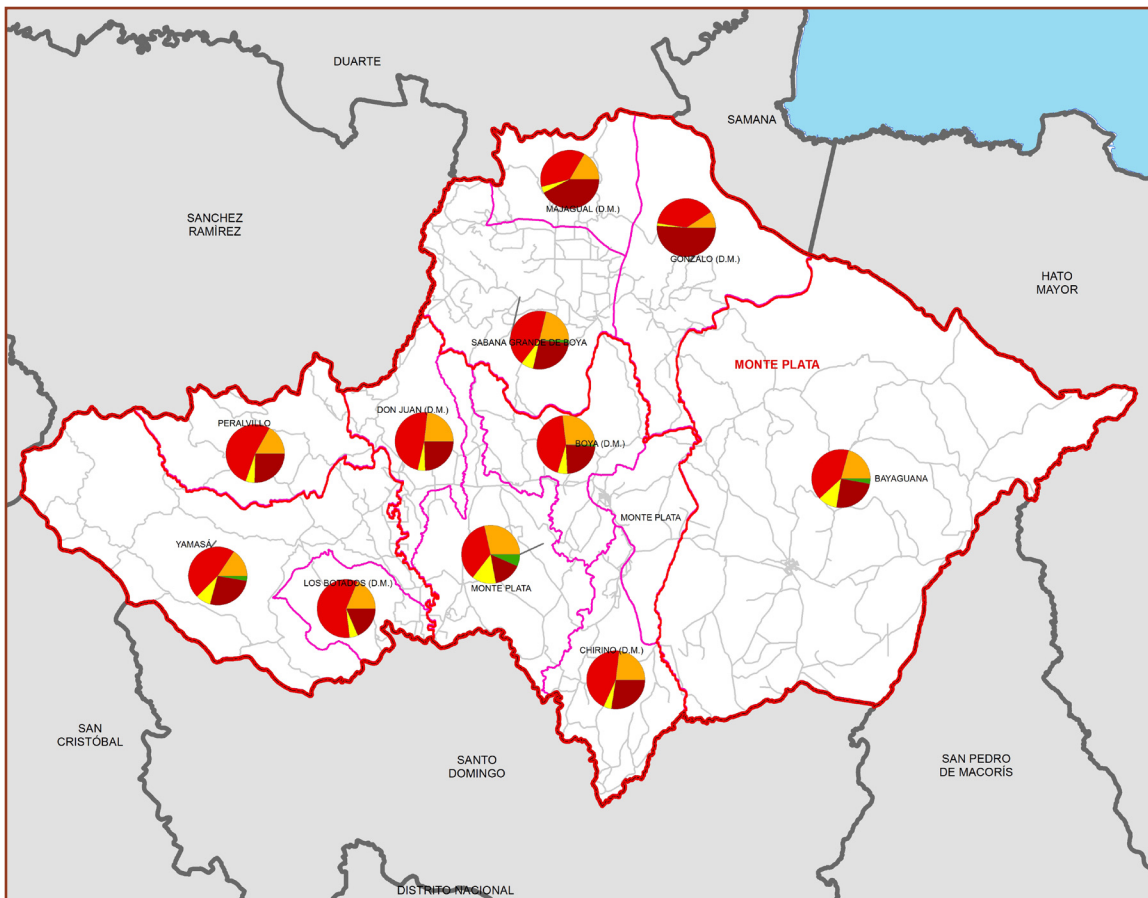 DUARTE
SAMANA
SANCHEZ
RAMÍREZ
MAJAGUAL (D.M.)
GONZALO (D.M.)
HATO
MAYOR
SABANA GRANDE DE BOYA
MONTE PLATA
DON JUAN (D.M.)
PERALVILLO
BOYA (D.M.)
BAYAGUANA
MONTE PLATA
YAMASÁ
LOS BOTADOS (D.M.)
MONTE PLATA
CHIRINO (D.M.)
SAN
CRISTÓBAL
SANTO
DOMINGO
SAN PEDRO
DE MACORÍS
DISTRITO NACIONAL